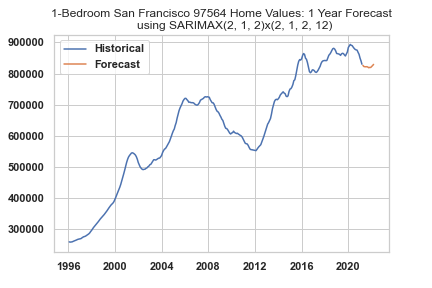 1-Bedroom San Francisco 97564 Home Values: 1 Year Forecast
using SARIMAX(2, 1, 2)x(2, 1, 2, 12)
Historical
Forecast
900000
800000
700000
600000
500000
400000
300000
1996 2000 2004 2008 2012 2016 2020